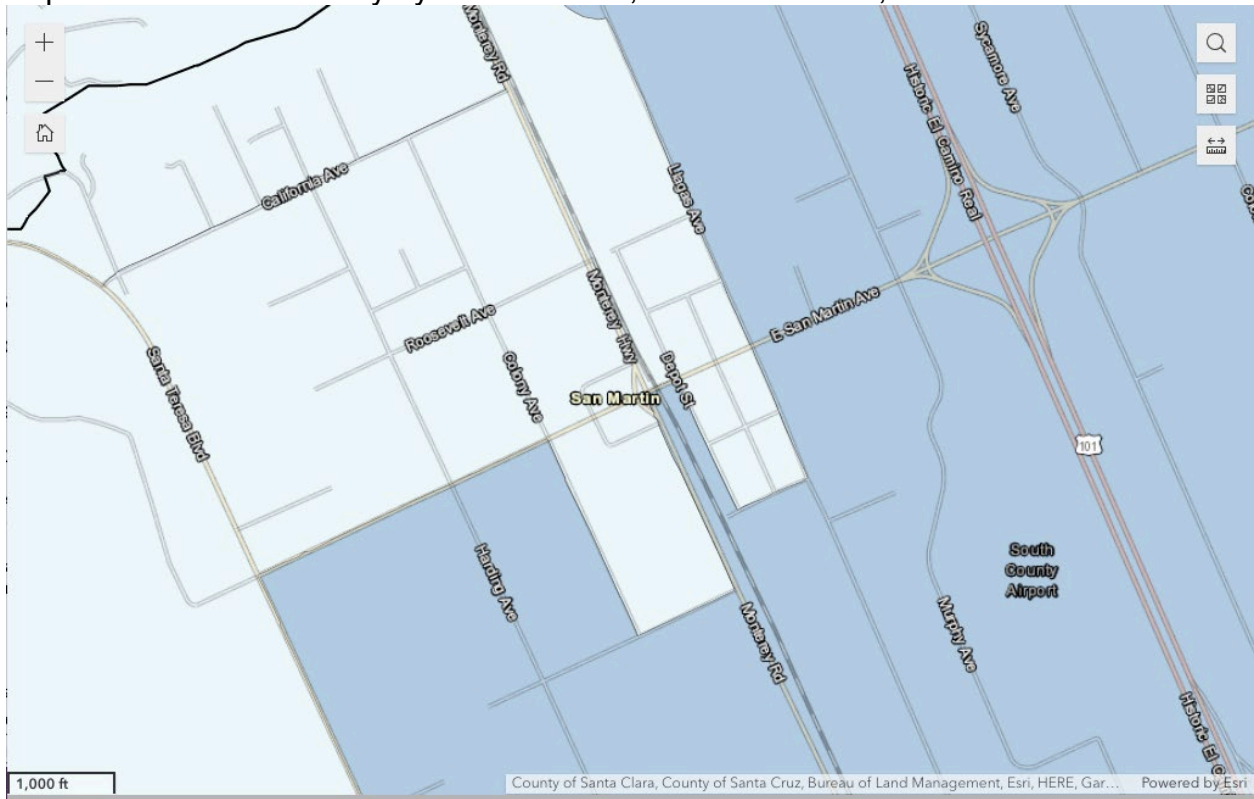 Monterey Rd
Sycamore Ave
Historic El Camino Real
California Ave
Llagas Ave
Monterey Hwy
E San Martin Ave
Roosevelt Ave
Santa Teresa Blvd
Colony Ave
Depot St
San Martin
101
Harding Ave
South
County
Airport
Murphy Ave
Monterey Rd
Historic El C
1,000 ft
County of Santa Clara, County of Santa Cruz, Bureau of Land Management, Esri, HERE, Gar... Powered by Esri